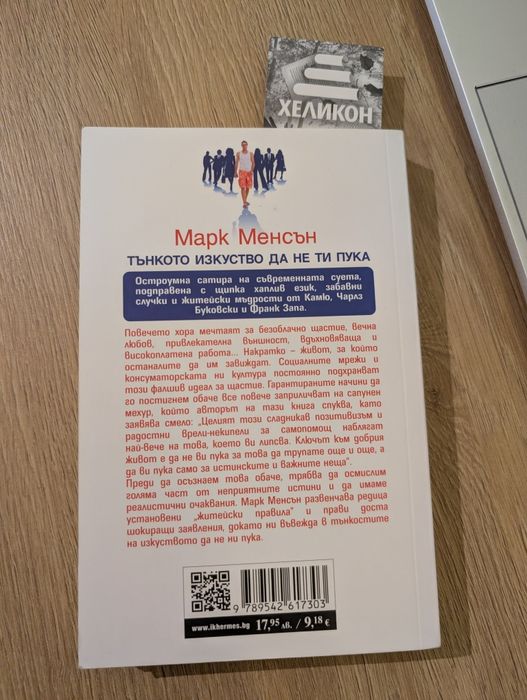 ХЕЛИКОН
Марк Менсън
ТЪНКОТО ИЗКУСТВО ДА НЕ ТИ ПУКА
Остроумна сатира на съвременната суета,
подправена с щипка хаплив език, забавни
случки и житейски мъдрости от Камю, Чарлз
Буковски и Франк Запа.
Повечето хора мечтаят за безоблачно щастие, вечна
любов, привлекателна външност, вдъхновяваща и
високоплатена работа... Накратко – живот, за който
останалите да им завиждат. Социалните мрежи и
консуматорската ни култура постоянно подхранват
този фалшив идеал за щастие. Гарантираните начини да
го постигнем обаче все повече заприличват на сапунен
мехур, който авторът на тази книга спуква, като
заявява смело: „Целият този сладникав позитивизъм и
радостни врели-некипели за самопомощ наблягат
най-вече на това, което ви липсва. Ключът към добрия
живот е да не ви пука за това да трупате още и още, а
да ви пука само за истинските и важните неща“.
Преди да осъзнаем това обаче, трябва да осмислим
голяма част от неприятните истини и да имаме
реалистични очаквания. Марк Менсън развенчава редица
установени „житейски правила“ и прави доста
шокиращи заявления, докато ни въвежда в тънкостите
на изкуството да не ни пука.
9 789542 617303
www.ikhermes.bg 17,95 лв. / 9,18 €